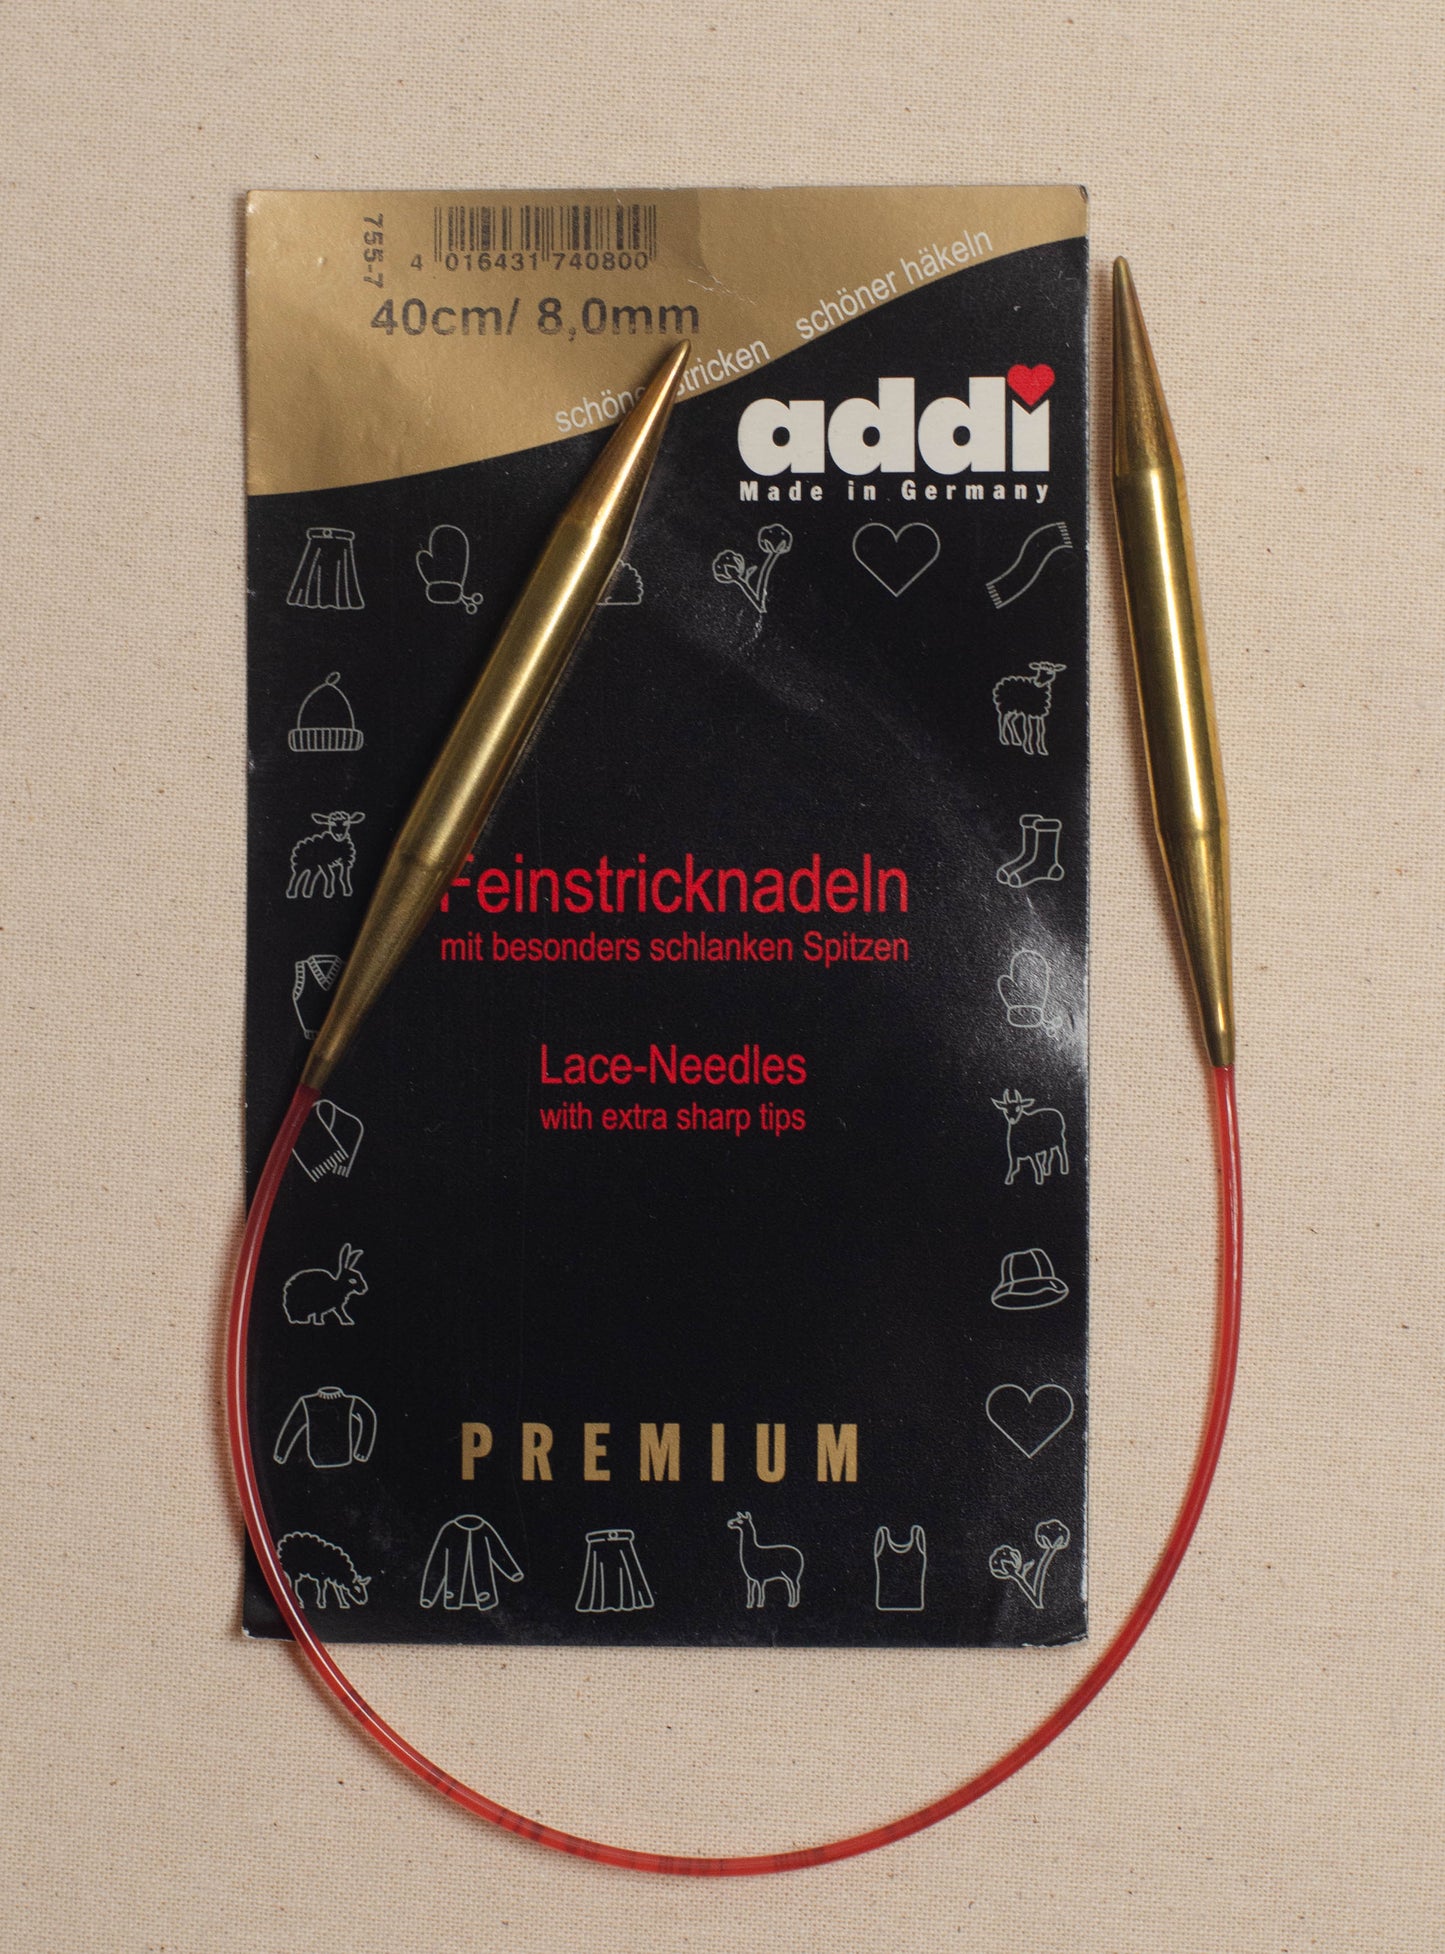 755-7
4 016431 740800
40cm/ 8,0mm
schöner stricken schöner häkeln
addi
Made in Germany
Feinstricknadeln
mit besonders schlanken Spitzen
Lace-Needles
with extra sharp tips
PREMIUM